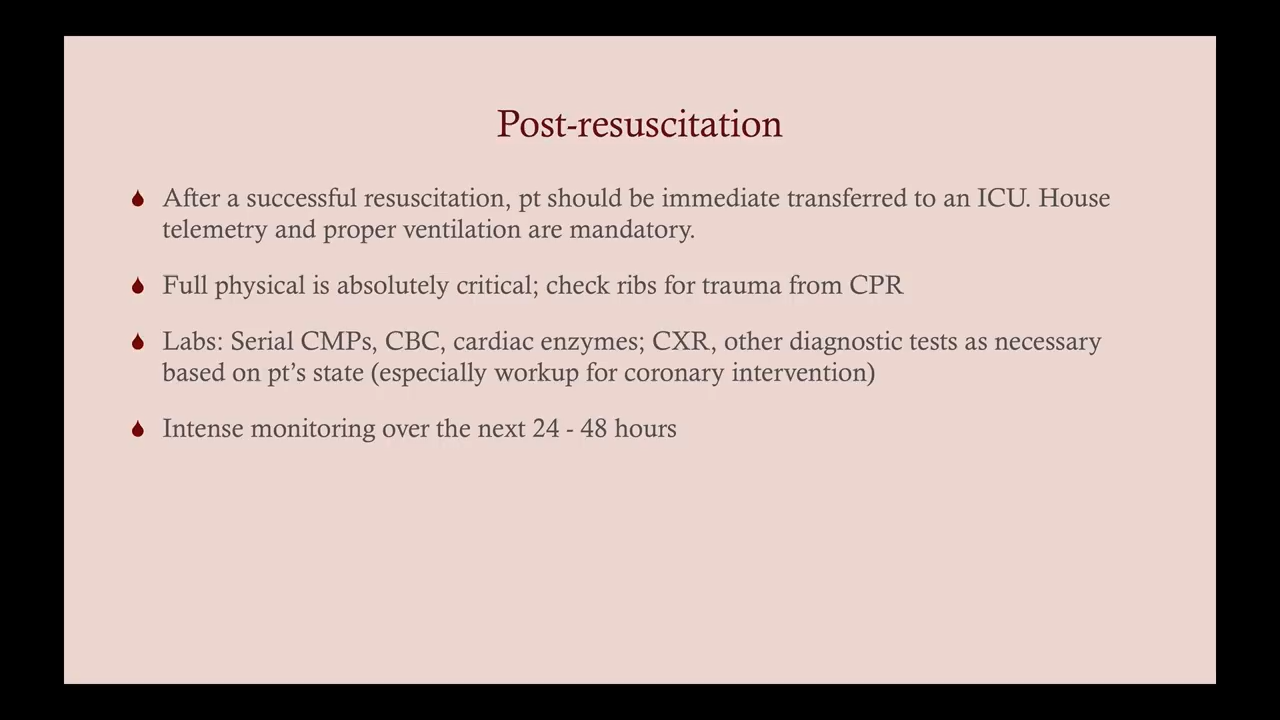 Post-resuscitation
After a successful resuscitation, pt should be immediate transferred to an ICU. House
telemetry and proper ventilation are mandatory.
Full physical is absolutely critical; check ribs for trauma from CPR
Labs: Serial CMPs, CBC, cardiac enzymes; CXR, other diagnostic tests as necessary
based on pt’s state (especially workup for coronary intervention)
Intense monitoring over the next 24 - 48 hours